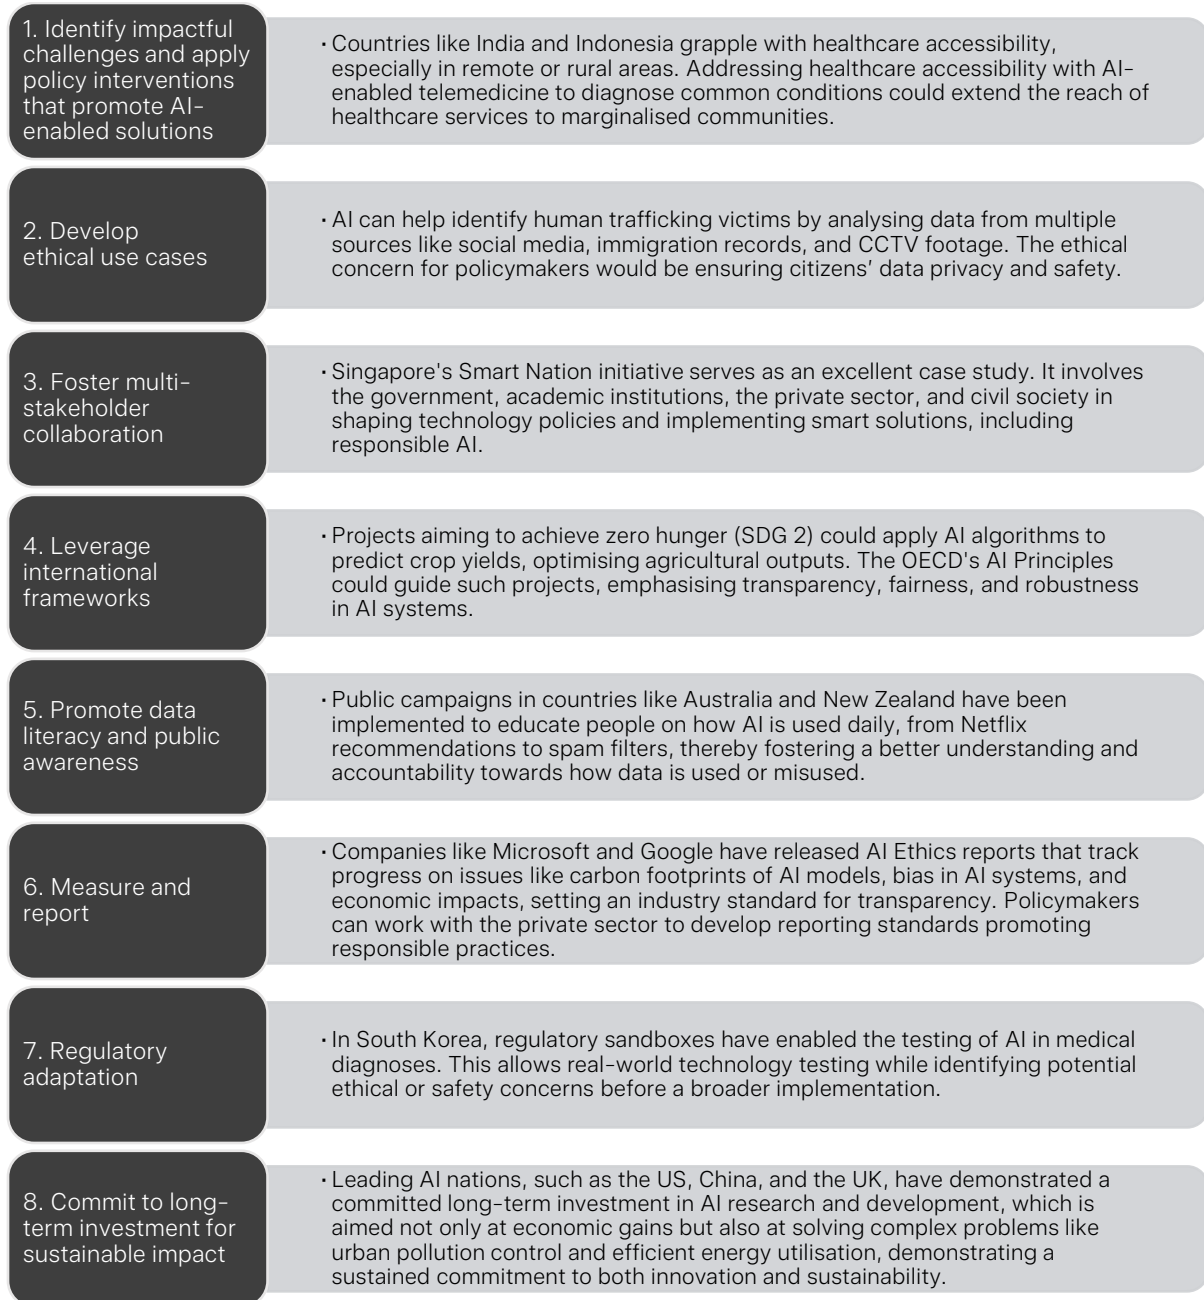 1. Identify impactful
challenges and apply
policy interventions
that promote AI-
enabled solutions
· Countries like India and Indonesia grapple with healthcare accessibility,
especially in remote or rural areas. Addressing healthcare accessibility with AI-
enabled telemedicine to diagnose common conditions could extend the reach of
healthcare services to marginalised communities.
2. Develop
ethical use cases
· AI can help identify human trafficking victims by analysing data from multiple
sources like social media, immigration records, and CCTV footage. The ethical
concern for policymakers would be ensuring citizens’ data privacy and safety.
3. Foster multi-
stakeholder
collaboration
· Singapore's Smart Nation initiative serves as an excellent case study. It involves
the government, academic institutions, the private sector, and civil society in
shaping technology policies and implementing smart solutions, including
responsible AI.
4. Leverage
international
frameworks
· Projects aiming to achieve zero hunger (SDG 2) could apply AI algorithms to
predict crop yields, optimising agricultural outputs. The OECD's AI Principles
could guide such projects, emphasising transparency, fairness, and robustness
in AI systems.
5. Promote data
literacy and public
awareness
· Public campaigns in countries like Australia and New Zealand have been
implemented to educate people on how AI is used daily, from Netflix
recommendations to spam filters, thereby fostering a better understanding and
accountability towards how data is used or misused.
6. Measure and
report
· Companies like Microsoft and Google have released AI Ethics reports that track
progress on issues like carbon footprints of AI models, bias in AI systems, and
economic impacts, setting an industry standard for transparency. Policymakers
can work with the private sector to develop reporting standards promoting
responsible practices.
7. Regulatory
adaptation
· In South Korea, regulatory sandboxes have enabled the testing of AI in medical
diagnoses. This allows real-world technology testing while identifying potential
ethical or safety concerns before a broader implementation.
8. Commit to long-
term investment for
sustainable impact
· Leading AI nations, such as the US, China, and the UK, have demonstrated a
committed long-term investment in AI research and development, which is
aimed not only at economic gains but also at solving complex problems like
urban pollution control and efficient energy utilisation, demonstrating a
sustained commitment to both innovation and sustainability.